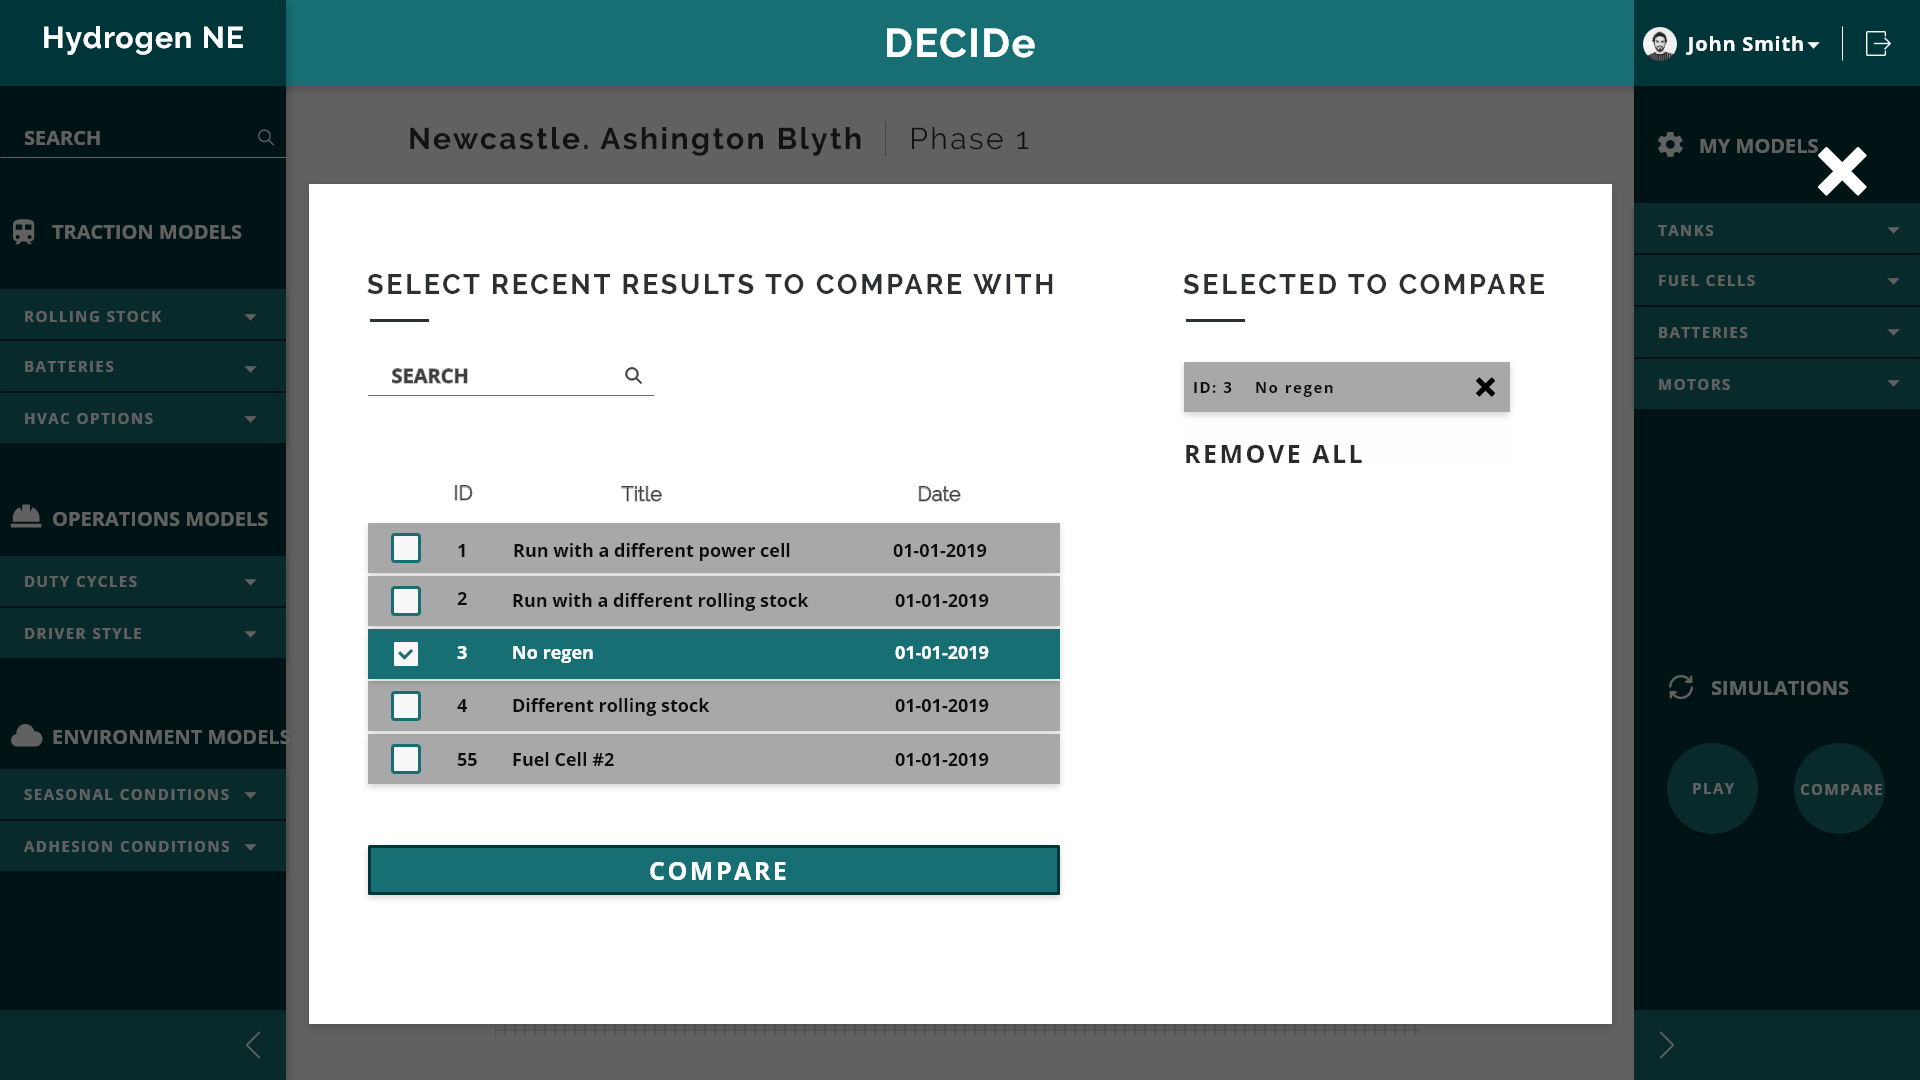 Hydrogen NE
DECIDe
John Smith
SEARCH
Newcastle. Ashington Blyth
Phase 1
MY MODELS
TRACTION MODELS
ROLLING STOCK
BATTERIES
HVAC OPTIONS
OPERATIONS MODELS
DUTY CYCLES
DRIVER STYLE
ENVIRONMENT MODELS
SEASONAL CONDITIONS
ADHESION CONDITIONS
SELECT RECENT RESULTS TO COMPARE WITH
SEARCH
ID Title Date
1 Run with a different power cell 01-01-2019
2 Run with a different rolling stock 01-01-2019
3 No regen 01-01-2019
4 Different rolling stock 01-01-2019
55 Fuel Cell #2 01-01-2019
COMPARE
SELECTED TO COMPARE
ID: 3 No regen
REMOVE ALL
TANKS
FUEL CELLS
BATTERIES
MOTORS
SIMULATIONS
PLAY
COMPARE